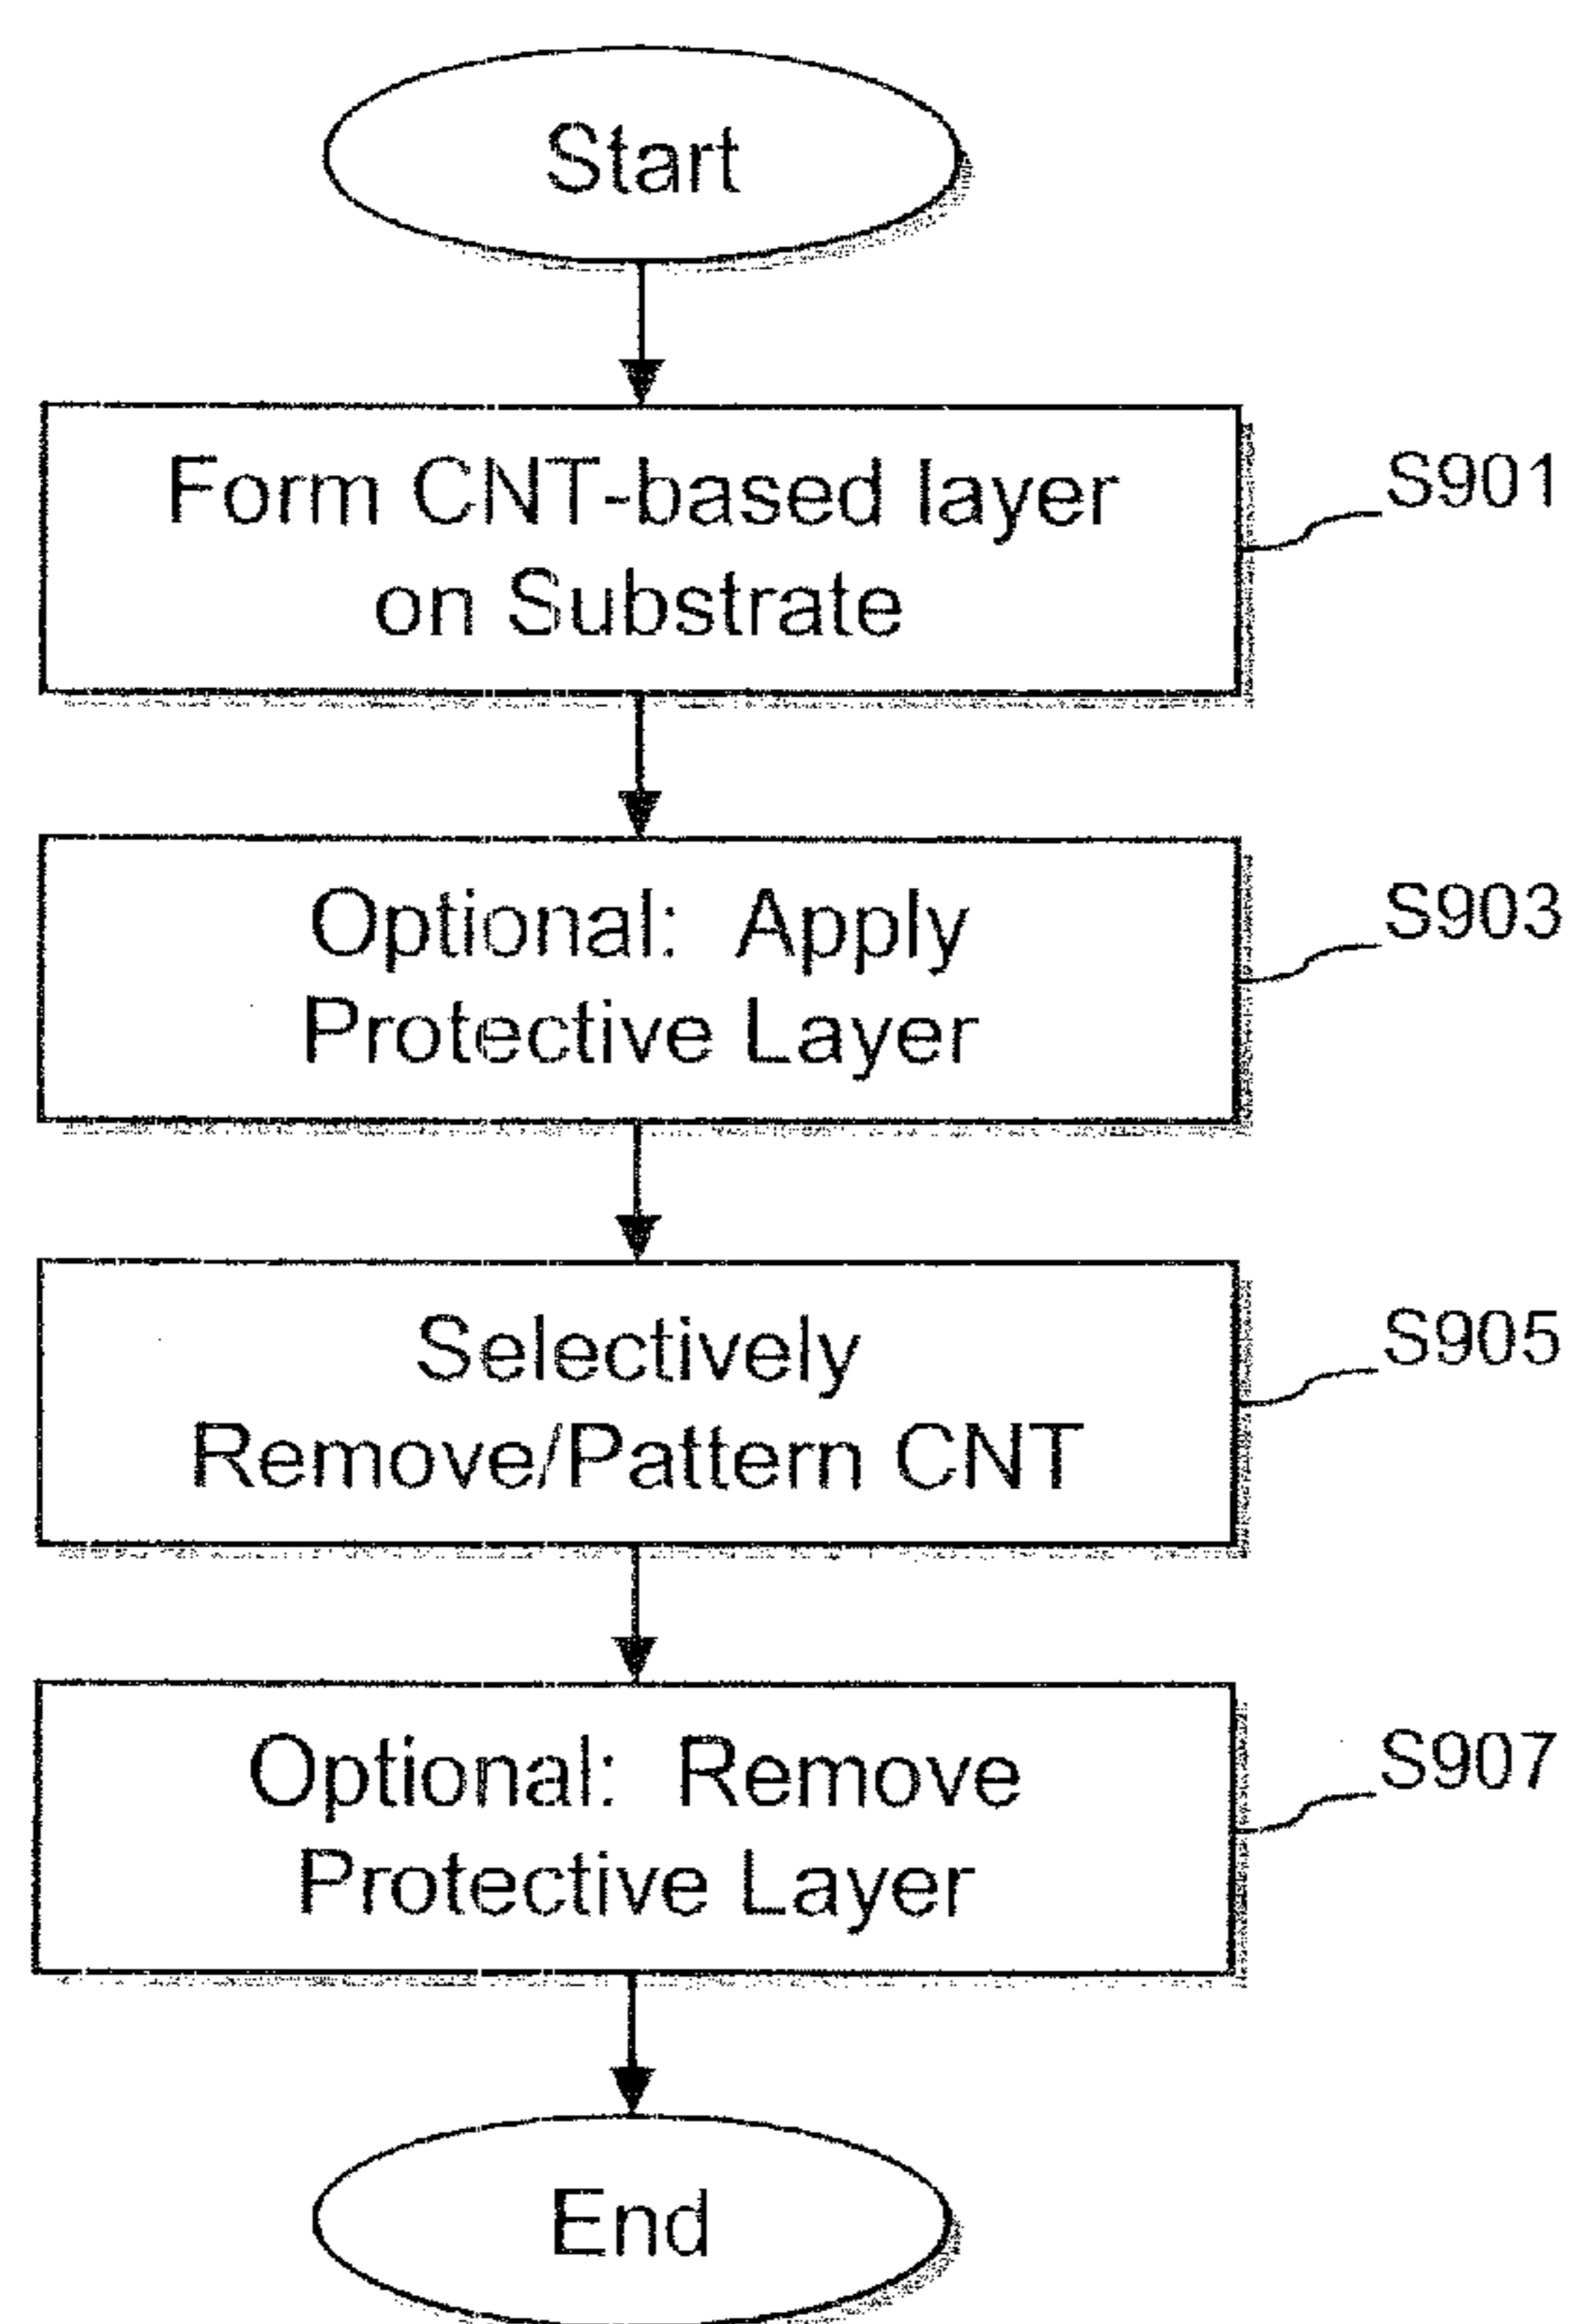 Start
Form CNT-based layer
on Substrate
S901
Optional: Apply
Protective Layer
S903
Selectively
Remove/Pattern CNT
S905
Optional: Remove
Protective Layer
S907
End